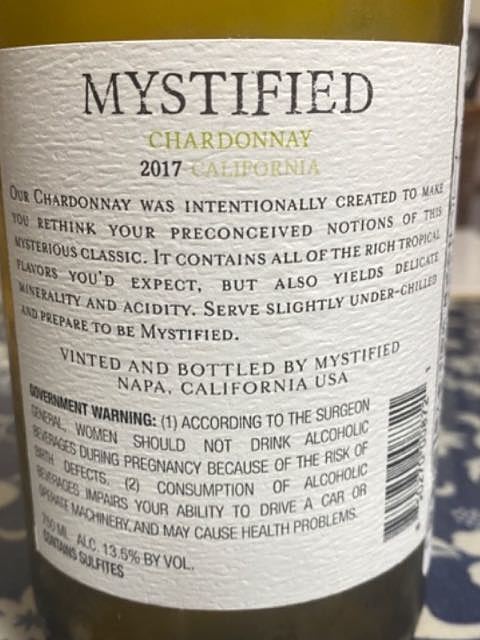 MYSTIFIED
CHARDONNAY
2017 CALIFORNIA
OUR CHARDONNAY WAS INTENTIONALLY CREATED TO MAKE
YOU RETHINK YOUR PRECONCEIVED NOTIONS OF THIS
MYSTERIOUS CLASSIC. IT CONTAINS ALL OF THE RICH TROPICAL
FLAVORS YOU'D EXPECT, BUT ALSO YIELDS DELICATE
MINERALITY AND ACIDITY. SERVE SLIGHTLY UNDER-CHILLED
AND PREPARE TO BE MYSTIFIED.
VINTED AND BOTTLED BY MYSTIFIED
NAPA, CALIFORNIA USA
GOVERNMENT WARNING: (1) ACCORDING TO THE SURGEON
GENERAL, WOMEN SHOULD NOT DRINK ALCOHOLIC
BEVERAGES DURING PREGNANCY BECAUSE OF THE RISK OF
BIRTH DEFECTS. (2) CONSUMPTION OF ALCOHOLIC
BEVERAGES IMPAIRS YOUR ABILITY TO DRIVE A CAR OR
OPERATE MACHINERY, AND MAY CAUSE HEALTH PROBLEMS.
750 ML ALC. 13.5% BY VOL.
CONTAINS SULFITES